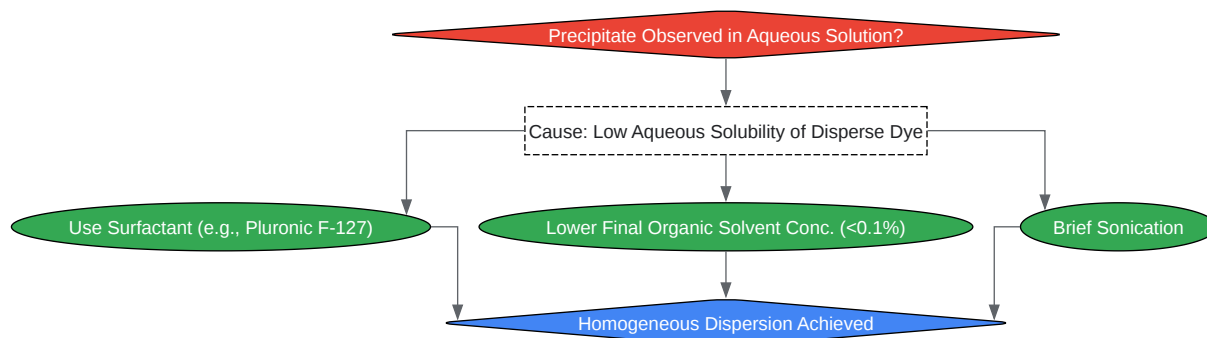 Precipitate Observed in Aqueous Solution?
Cause: Low Aqueous Solubility of Disperse Dye
Use Surfactant (e.g., Pluronic F-127)
Lower Final Organic Solvent Conc. (<0.1%)
Brief Sonication
Homogeneous Dispersion Achieved